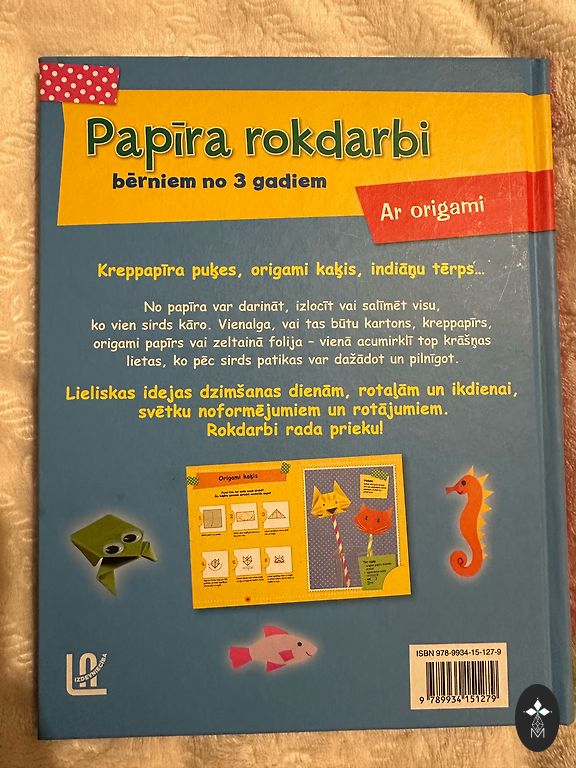 Papīra rokdarbi
bērniem no 3 gadiem
Ar origami
Kreppapīra puķes, origami kaķis, indiāņu tērps...
No papīra var darināt, izlocīt vai salīmēt visu,
ko vien sirds kāro. Vienalga, vai tas būtu kartons, kreppapīrs,
origami papīrs vai zeltainā folija – vienā acumirklī top krāšņas
lietas, ko pēc sirds patikas var dažādot un pilnīgot.
Lieliskas idejas dzimšanas dienām, rotaļām un ikdienai,
svētku noformējumiem un rotājumiem.
Rokdarbi rada prieku!
Origami kaķis
IZDEVNIECĪBA
ISBN 978-9934-15-127-9
9 789934 151279